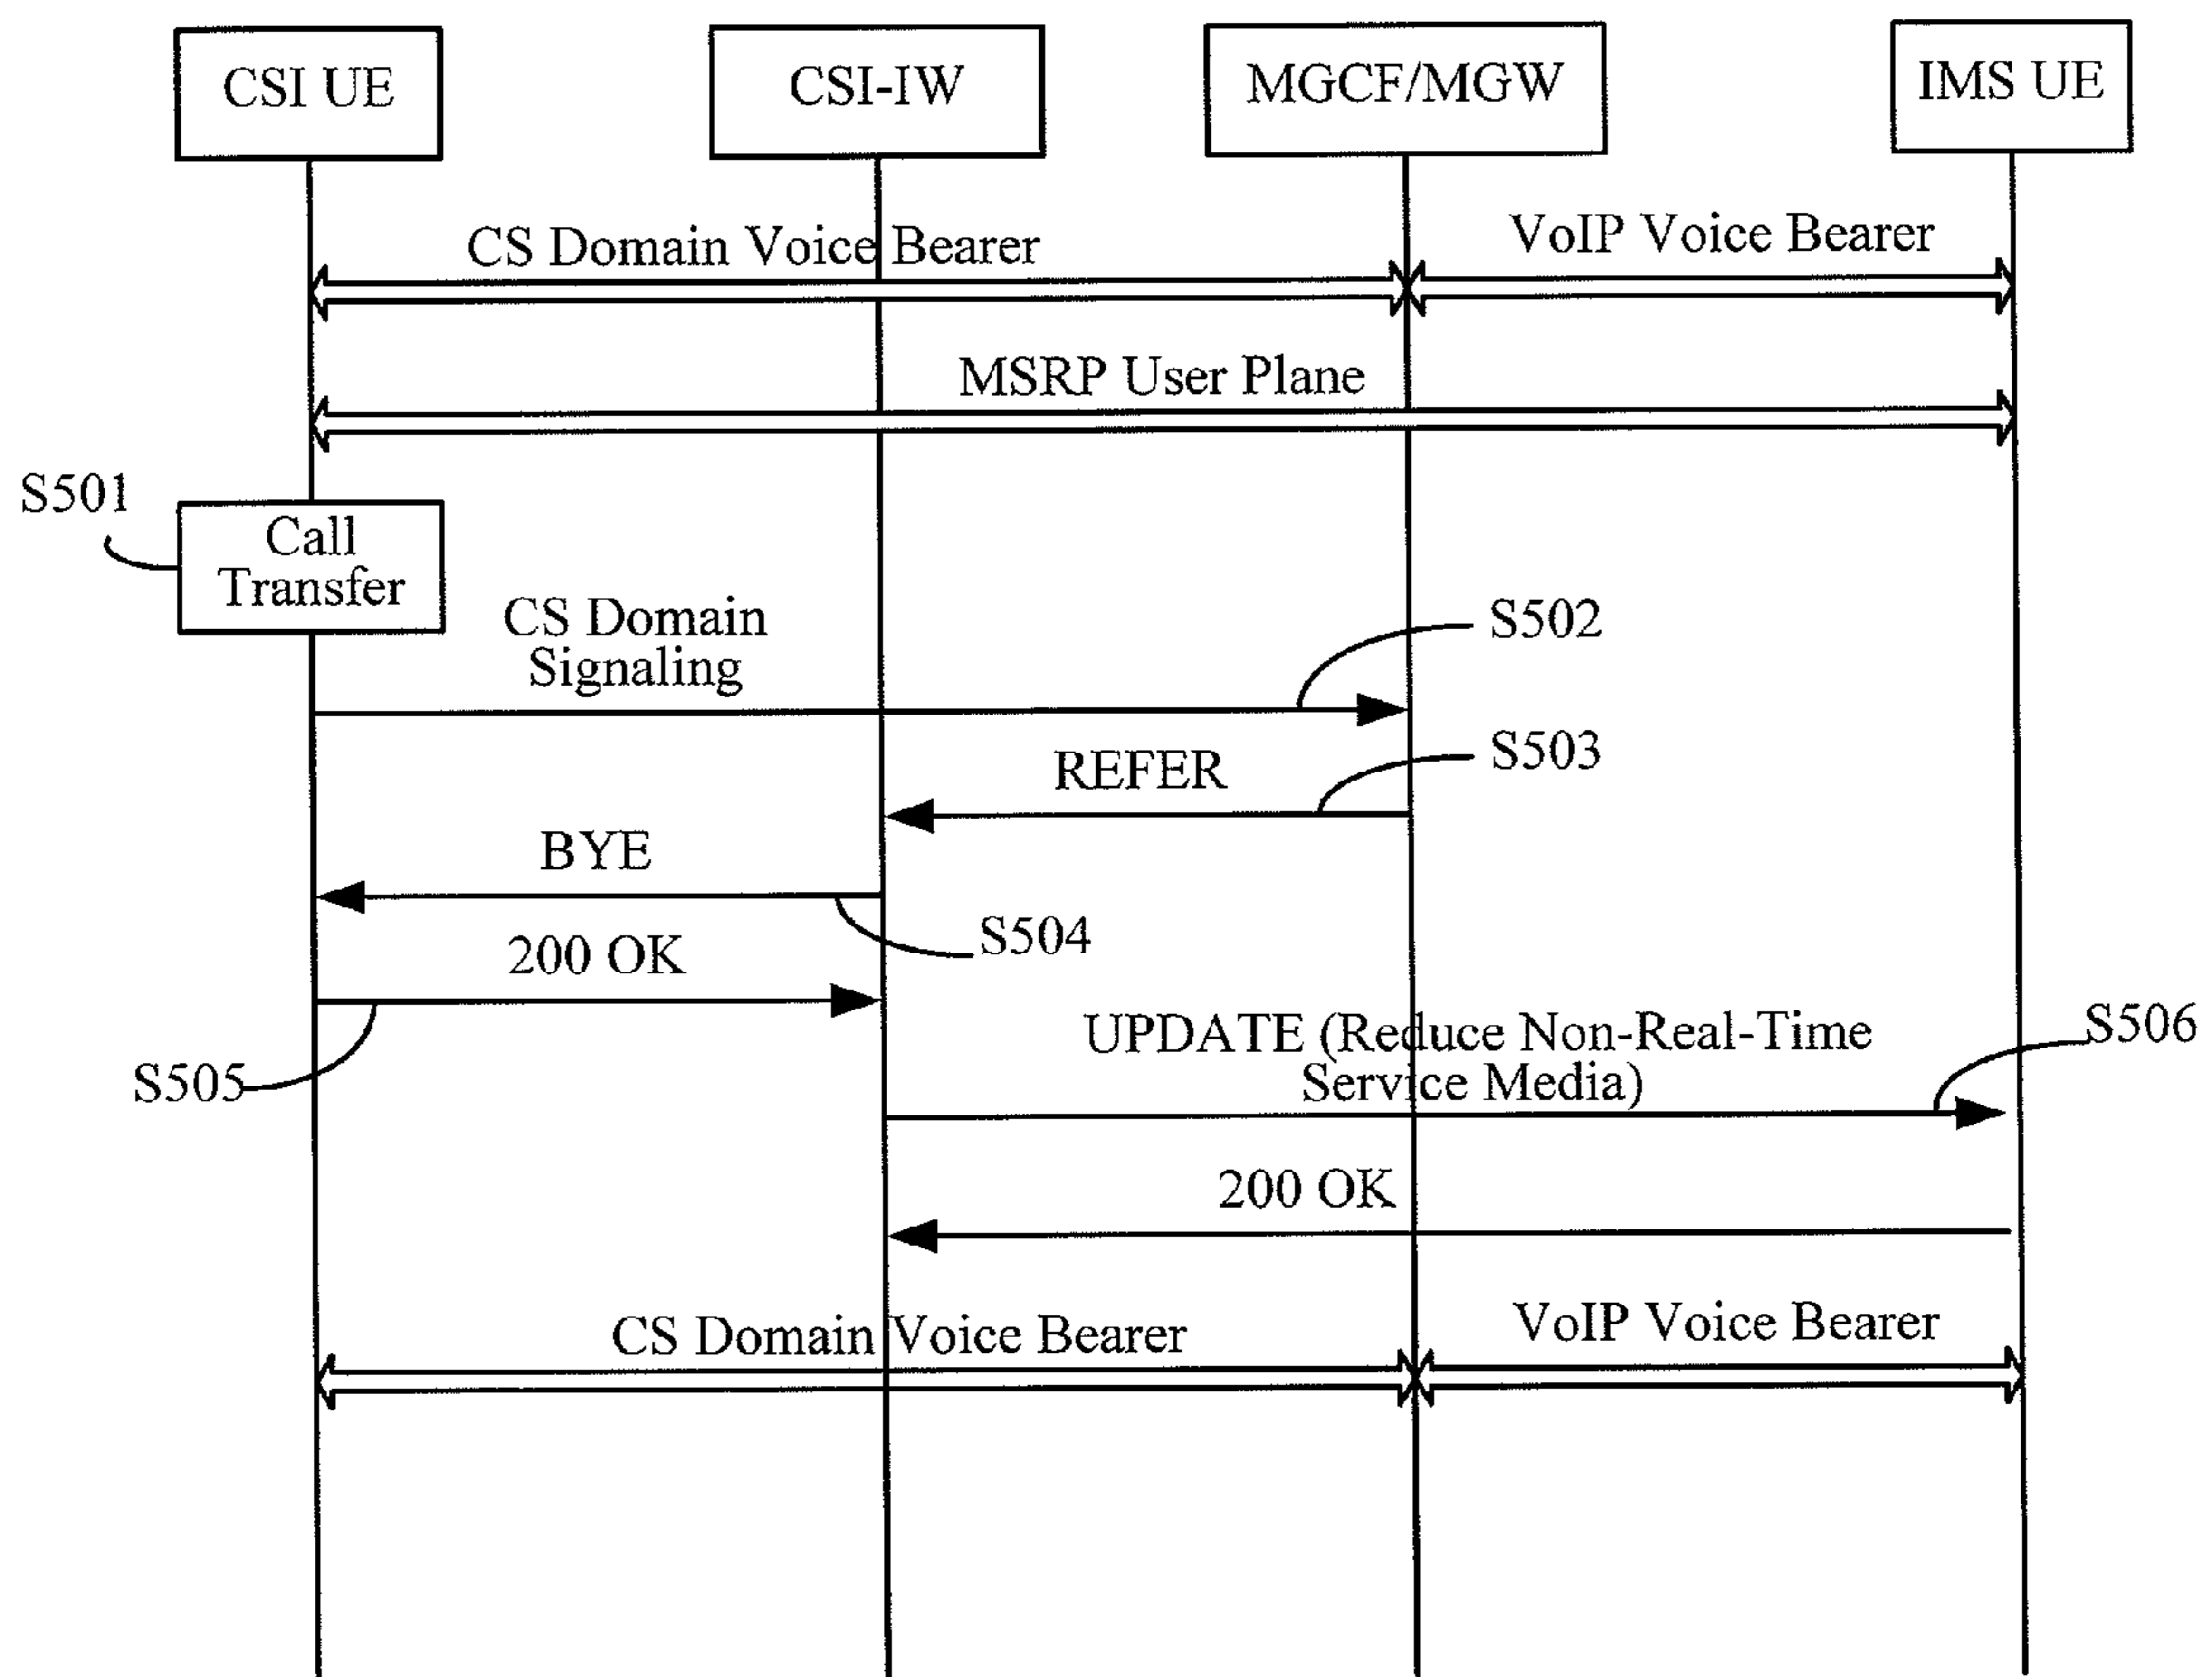 CSI UE
CSI-IW
MGCF/MGW
IMS UE
CS Domain Voice Bearer
VoIP Voice Bearer
MSRP User Plane
S501
Call
Transfer
CS Domain
Signaling
S502
REFER
S503
BYE
S504
200 OK
S505
UPDATE (Reduce Non-Real-Time
Service Media)
S506
200 OK
CS Domain Voice Bearer
VoIP Voice Bearer